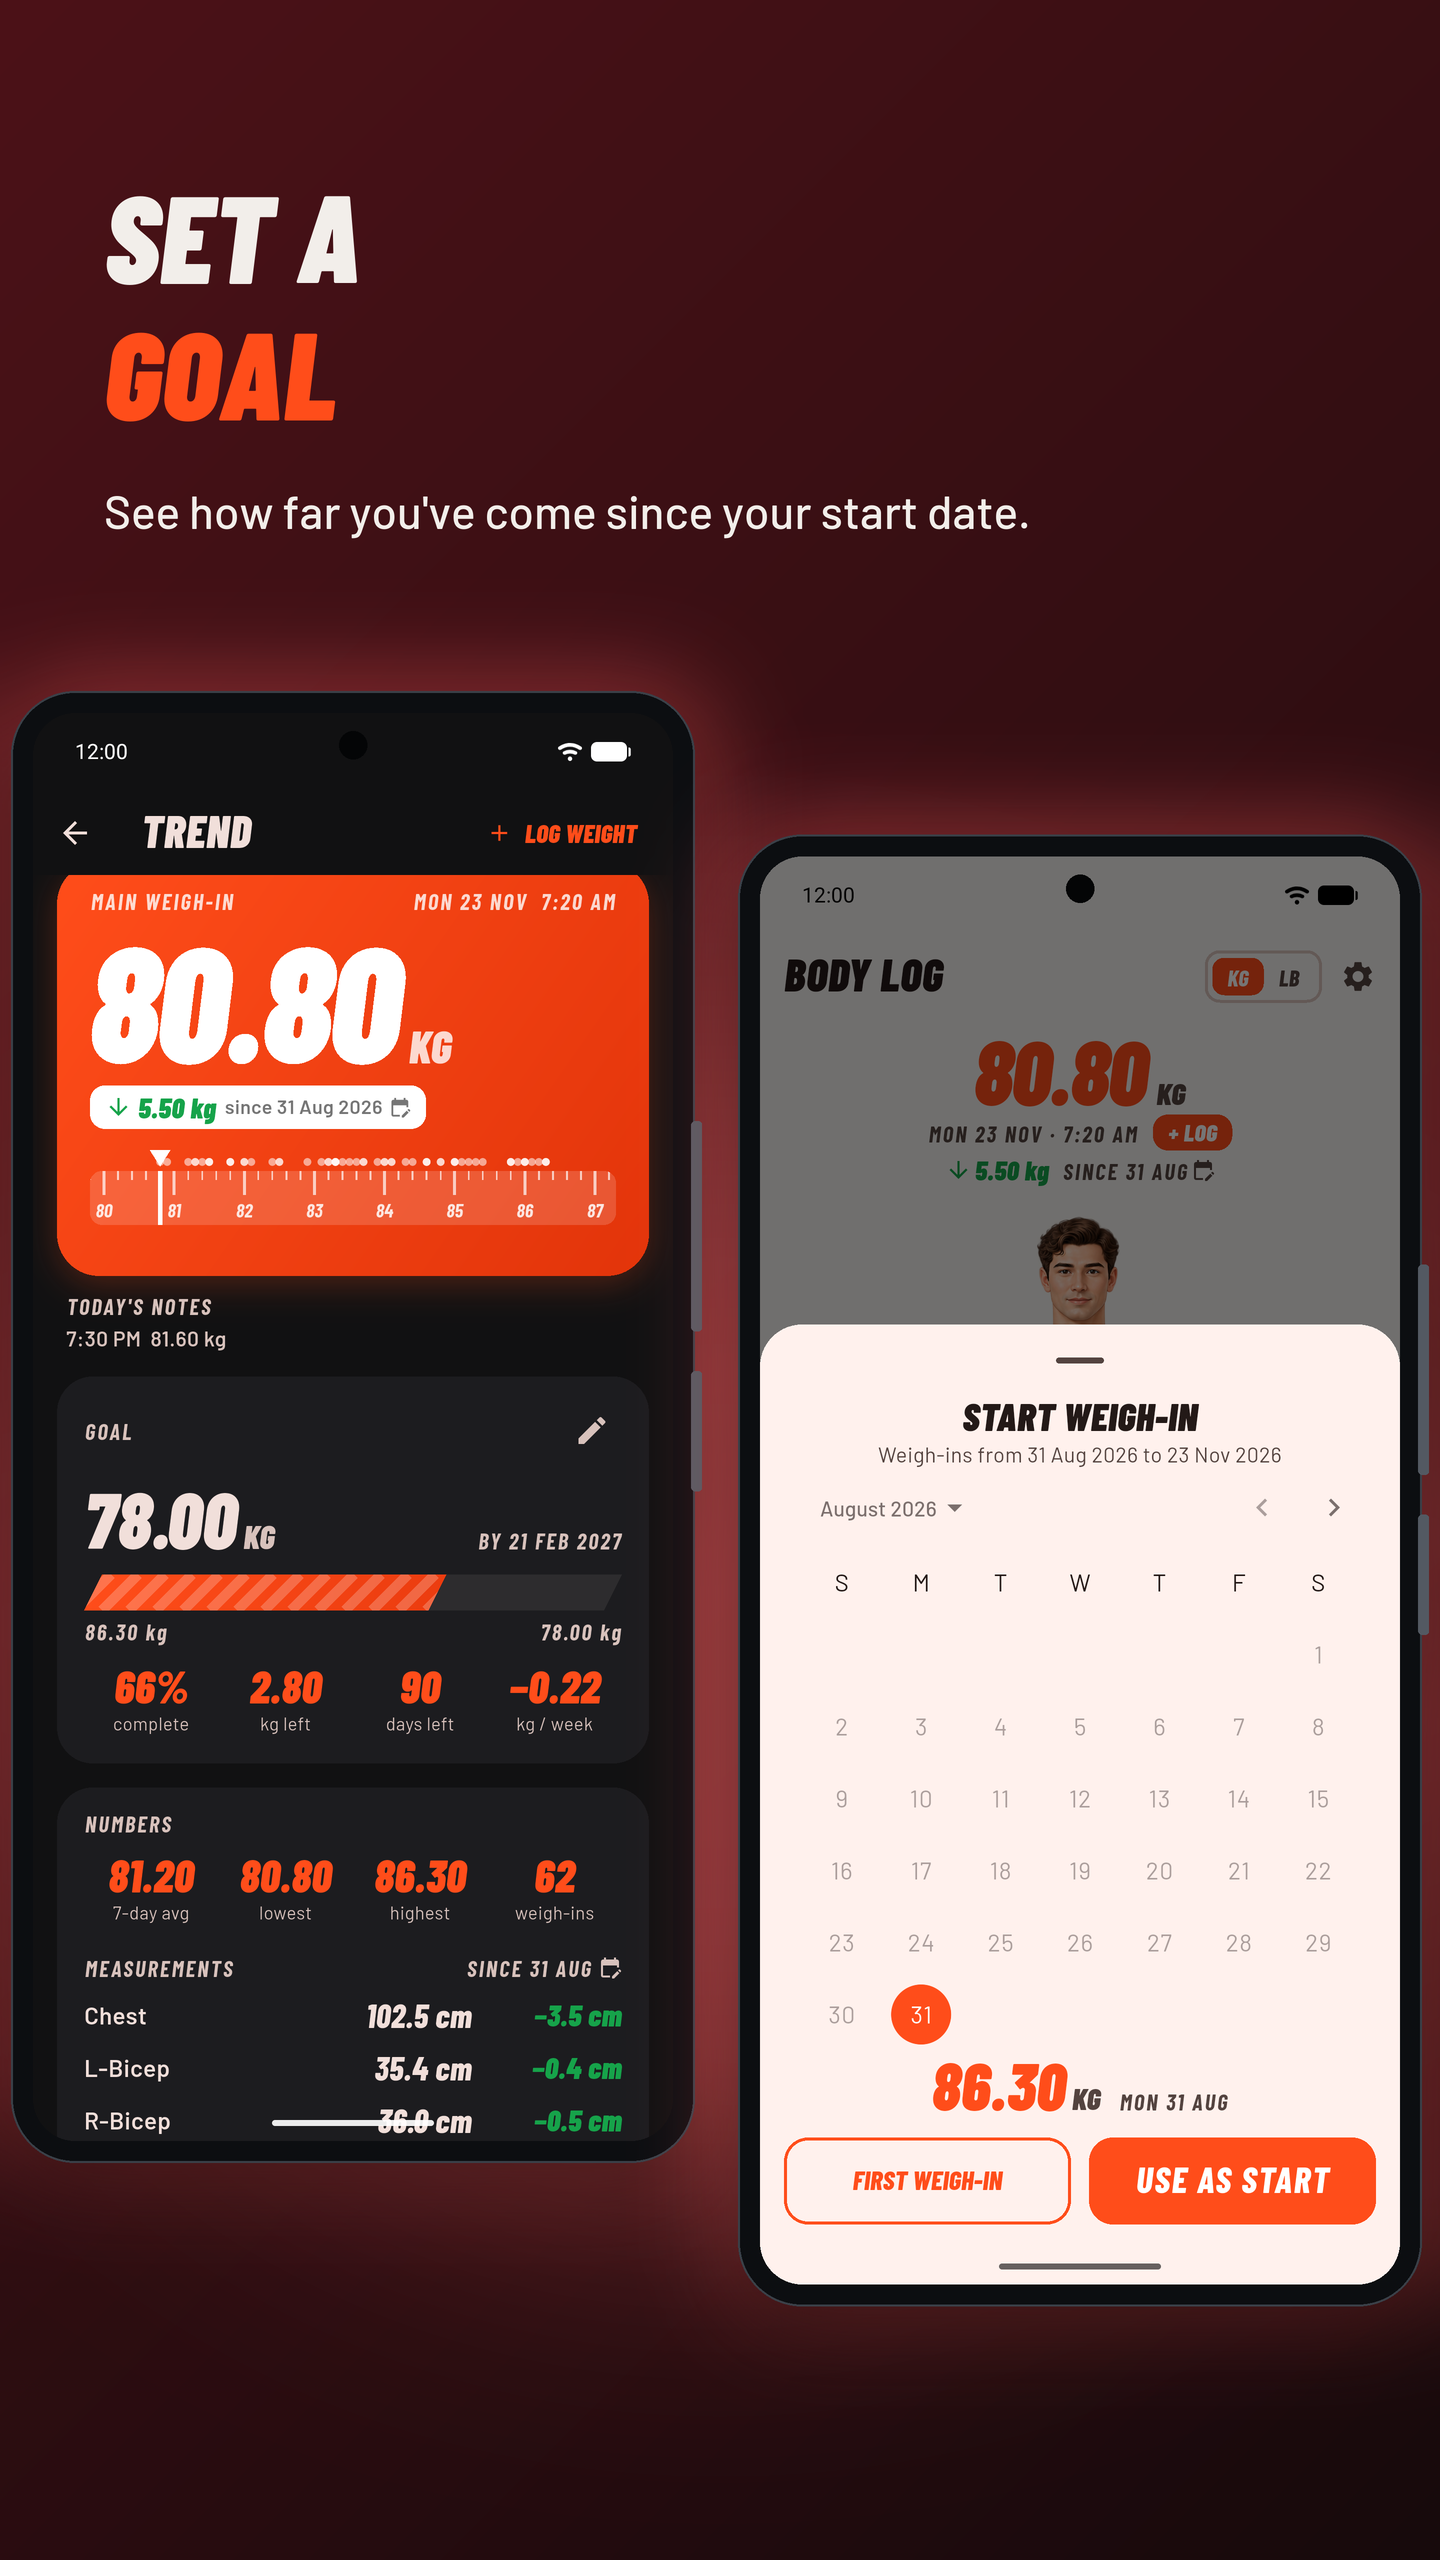 SET A
GOAL
See how far you've come since your start date.
12:00
TREND
+ LOG WEIGHT
MAIN WEIGH-IN MON 23 NOV 7:20 AM
80.80 KG
↓ 5.50 kg since 31 Aug 2026
80 81 82 83 84 85 86 87
TODAY'S NOTES
7:30 PM 81.60 kg
GOAL
78.00 KG BY 21 FEB 2027
86.30 kg 78.00 kg
66% 2.80 90 −0.22
complete kg left days left kg / week
NUMBERS
81.20 80.80 86.30 62
7-day avg lowest highest weigh-ins
MEASUREMENTS SINCE 31 AUG
Chest 102.5 cm −3.5 cm
L-Bicep 35.4 cm −0.4 cm
R-Bicep cm −0.5 cm
12:00
BODY LOG KG LB
80.80 KG
MON 23 NOV · 7:20 AM + LOG
↓ 5.50 kg SINCE 31 AUG
START WEIGH-IN
Weigh-ins from 31 Aug 2026 to 23 Nov 2026
August 2026
S M T W T F S
1
2 3 4 5 6 7 8
9 10 11 12 13 14 15
16 17 18 19 20 21 22
23 24 25 26 27 28 29
30 31
86.30 KG MON 31 AUG
FIRST WEIGH-IN USE AS START